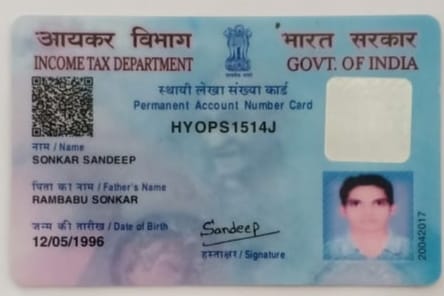 आयकर विभाग
INCOME TAX DEPARTMENT
भारत सरकार
GOVT. OF INDIA
स्थायी लेखा संख्या कार्ड
Permanent Account Number Card
HYOPS1514J
नाम / Name
SONKAR SANDEEP
पिता का नाम / Father's Name
RAMBABU SONKAR
जन्म की तारीख / Date of Birth
12/05/1996
Sandeep
हस्ताक्षर / Signature
20042017